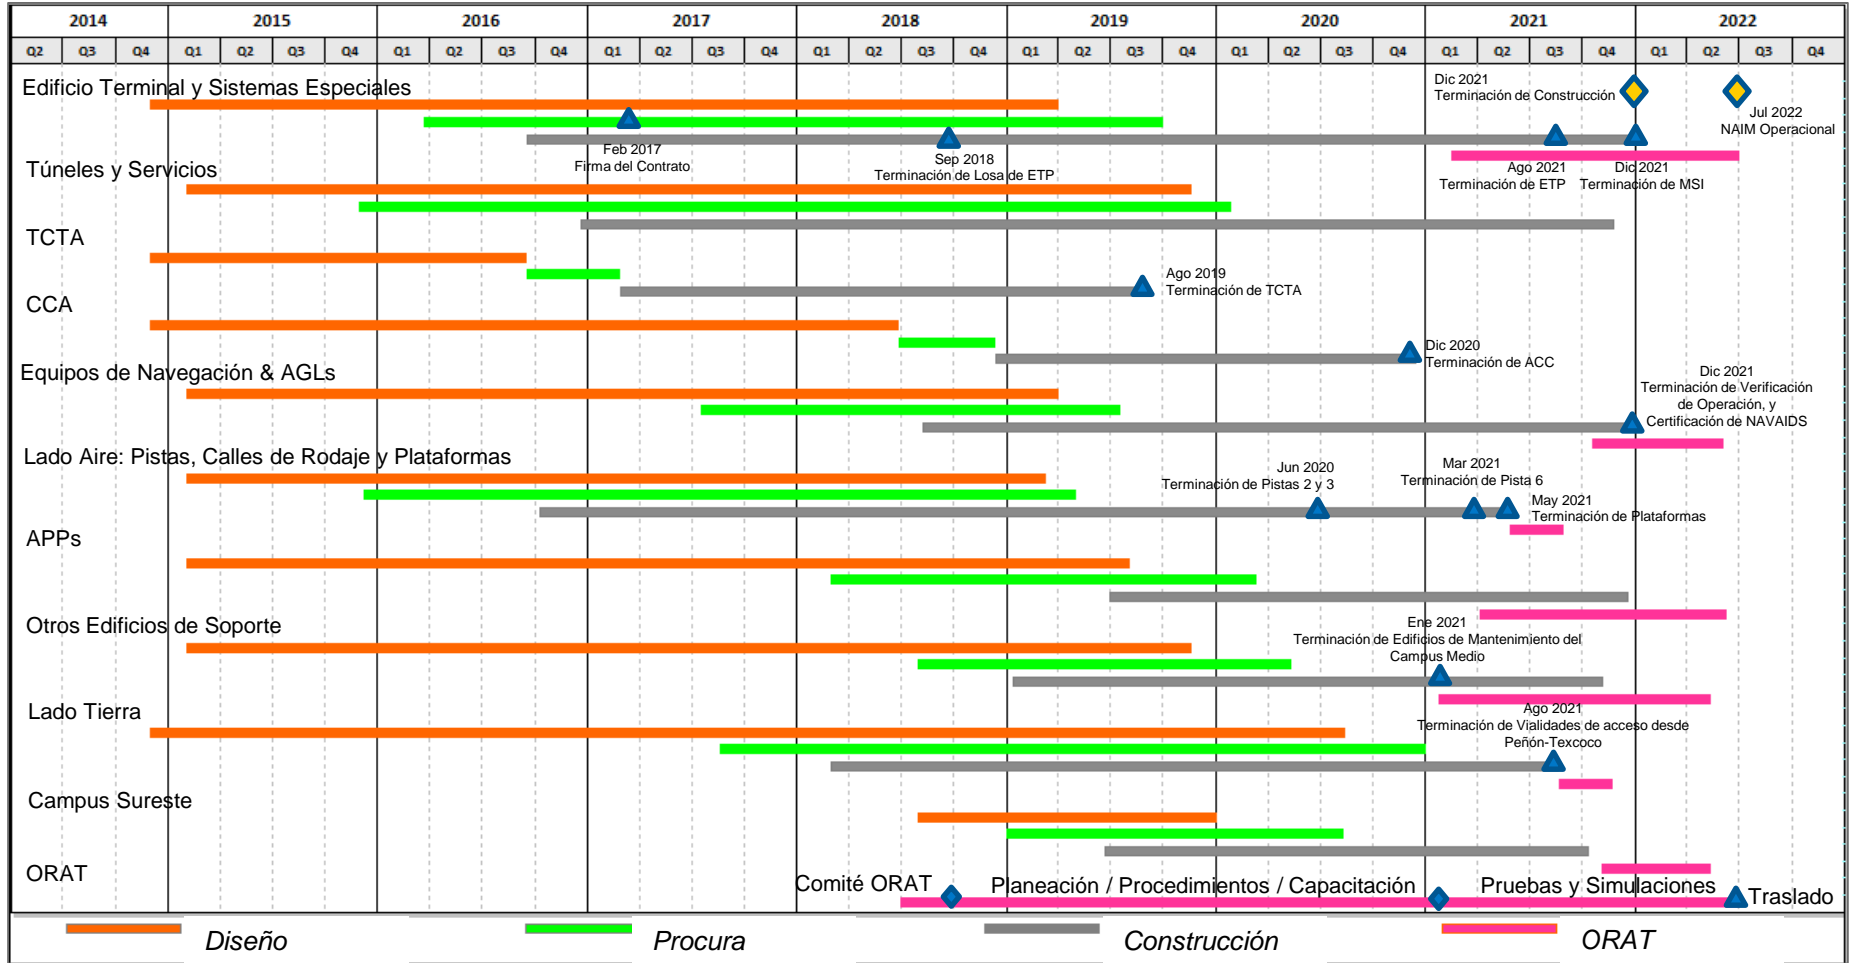 2014 2015 2016 2017 2018 2019 2020 2021 2022
Q2 Q3 Q4 Q1 Q2 Q3 Q4 Q1 Q2 Q3 Q4 Q1 Q2 Q3 Q4 Q1 Q2 Q3 Q4 Q1 Q2 Q3 Q4 Q1 Q2 Q3 Q4 Q1 Q2 Q3 Q4 Q1 Q2 Q3 Q4
Edificio Terminal y Sistemas Especiales
Dic 2021
Terminación de Construcción
Jul 2022
NAIM Operacional
Feb 2017
Firma del Contrato
Sep 2018
Terminación de Losa de ETP
Ago 2021
Terminación de ETP
Dic 2021
Terminación de MSI
Túneles y Servicios
TCTA
Ago 2019
Terminación de TCTA
CCA
Dic 2020
Terminación de ACC
Equipos de Navegación & AGLs
Dic 2021
Terminación de Verificación
de Operación, y
Certificación de NAVAIDS
Lado Aire: Pistas, Calles de Rodaje y Plataformas
Jun 2020
Terminación de Pistas 2 y 3
Mar 2021
Terminación de Pista 6
May 2021
Terminación de Plataformas
APPs
Otros Edificios de Soporte
Ene 2021
Terminación de Edificios de Mantenimiento del
Campus Medio
Lado Tierra
Ago 2021
Terminación de Vialidades de acceso desde
Peñón-Texcoco
Campus Sureste
ORAT
Comité ORAT
Planeación / Procedimientos / Capacitación
Pruebas y Simulaciones
Traslado
Diseño
Procura
Construcción
ORAT